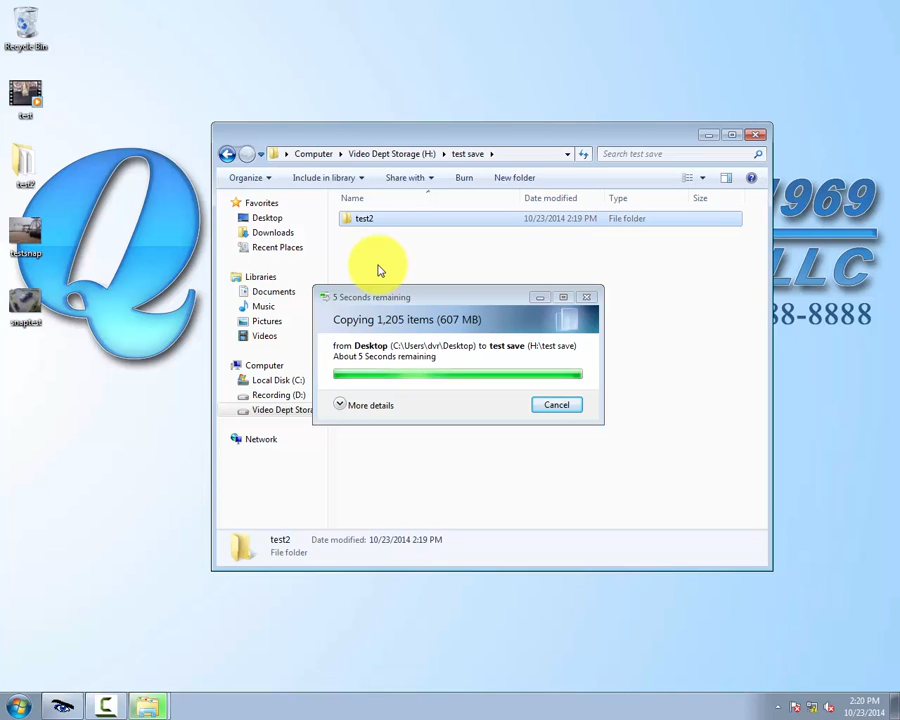 Recycle Bin
test
test2
testsnap
snaptest
1969
LLC
88-8888
Computer Video Dept Storage (H:) test save
Search test save
Organize Include in library Share with Burn New folder
Name Date modified Type Size
test2 10/23/2014 2:19 PM File folder
Favorites
Desktop
Downloads
Recent Places
Libraries
Documents
Music
Pictures
Videos
Computer
Local Disk (C:)
Recording (D:)
Video Dept Stora
Network
5 Seconds remaining
Copying 1,205 items (607 MB)
from Desktop (C:\Users\dvr\Desktop) to test save (H:\test save)
About 5 Seconds remaining
More details
Cancel
test2 Date modified: 10/23/2014 2:19 PM
File folder
2:20 PM
10/23/2014